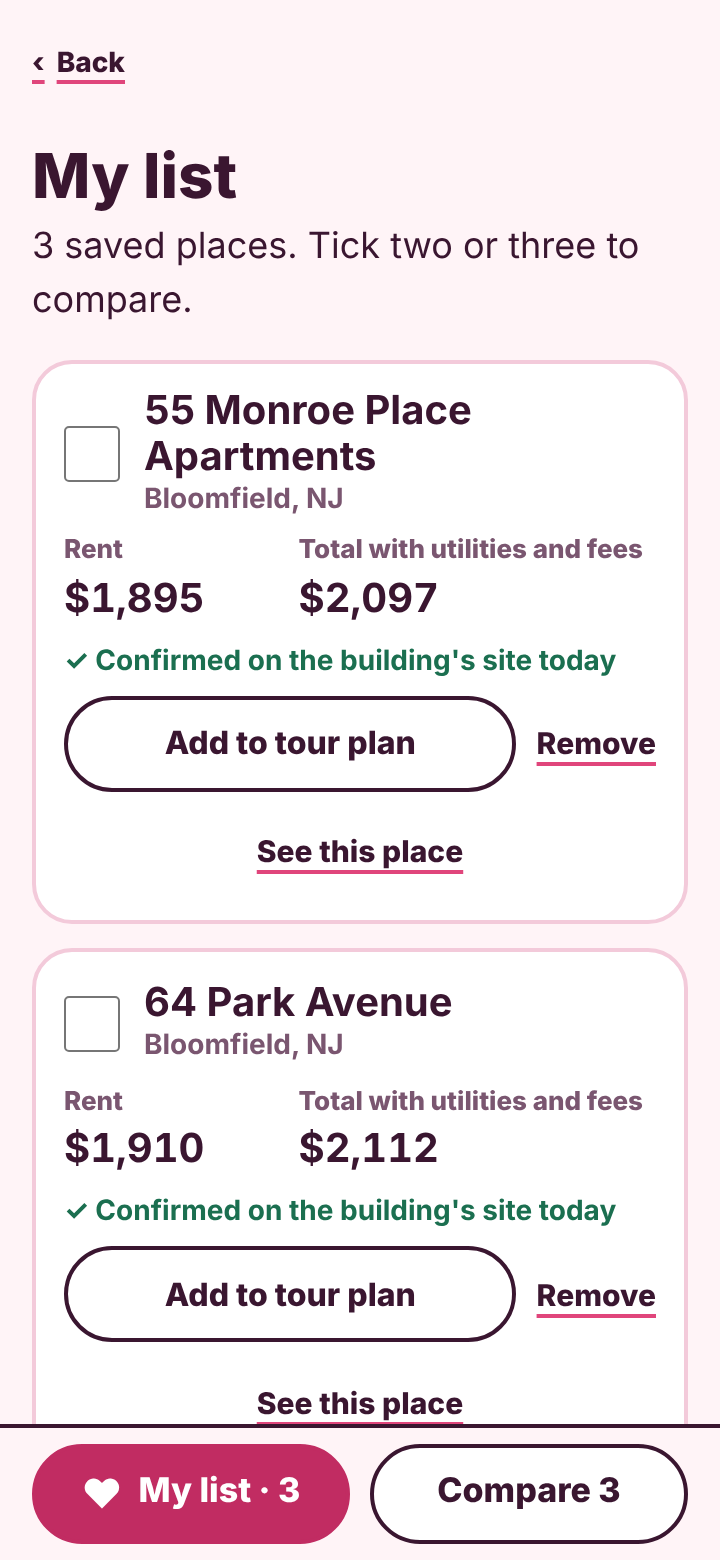 ‹ Back
My list
3 saved places. Tick two or three to
compare.
55 Monroe Place
Apartments
Bloomfield, NJ
Rent
Total with utilities and fees
$1,895
$2,097
✓ Confirmed on the building's site today
Add to tour plan
Remove
See this place
64 Park Avenue
Bloomfield, NJ
Rent
Total with utilities and fees
$1,910
$2,112
✓ Confirmed on the building's site today
Add to tour plan
Remove
See this place
My list · 3
Compare 3